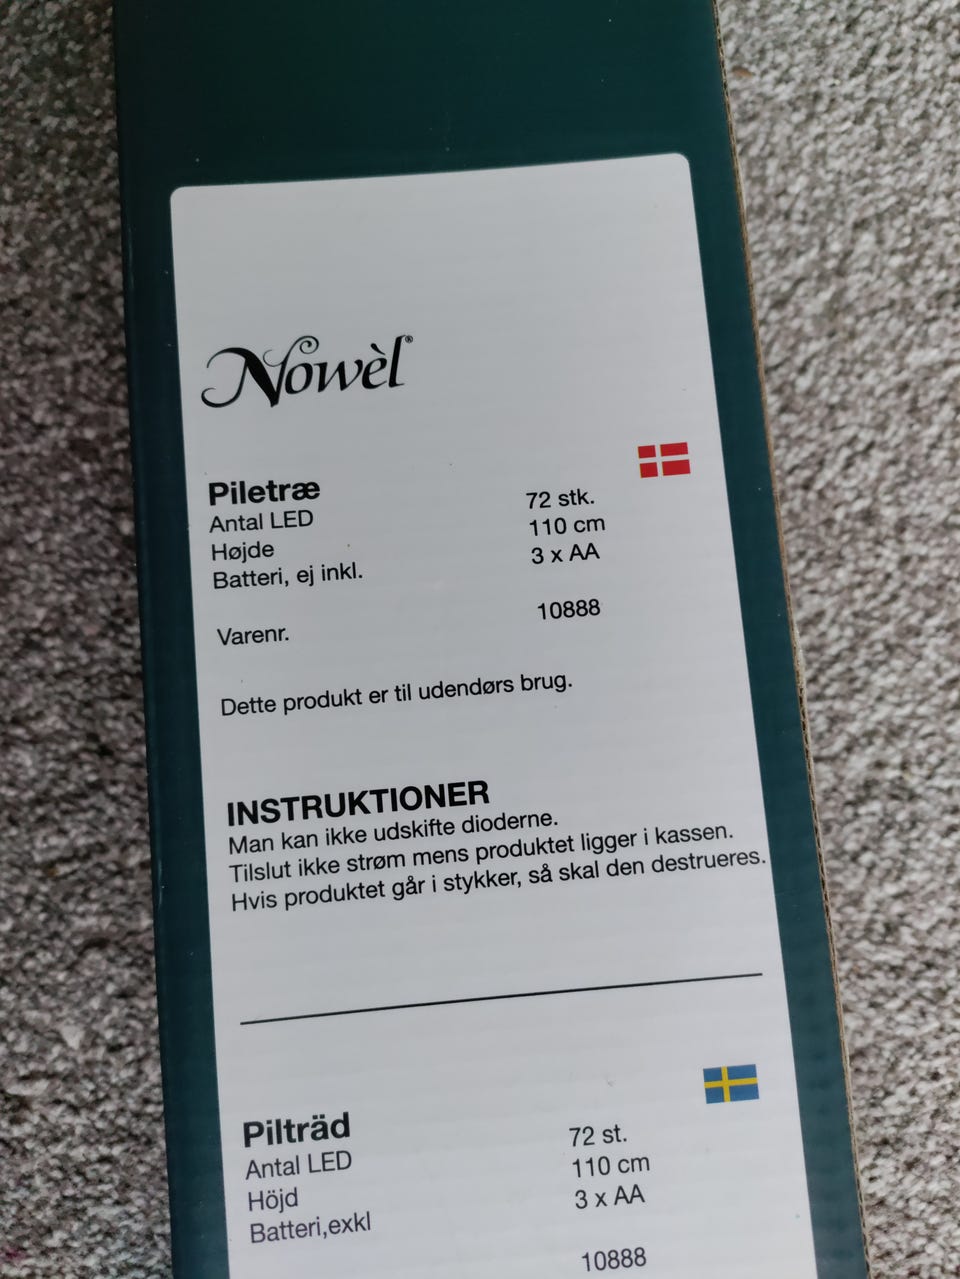 Nowèl®
Piletræ
Antal LED 72 stk.
Højde 110 cm
Batteri, ej inkl. 3 x AA
Varenr. 10888
Dette produkt er til udendørs brug.
INSTRUKTIONER
Man kan ikke udskifte dioderne.
Tilslut ikke strøm mens produktet ligger i kassen.
Hvis produktet går i stykker, så skal den destrueres.
Pilträd
Antal LED 72 st.
Höjd 110 cm
Batteri,exkl 3 x AA
10888